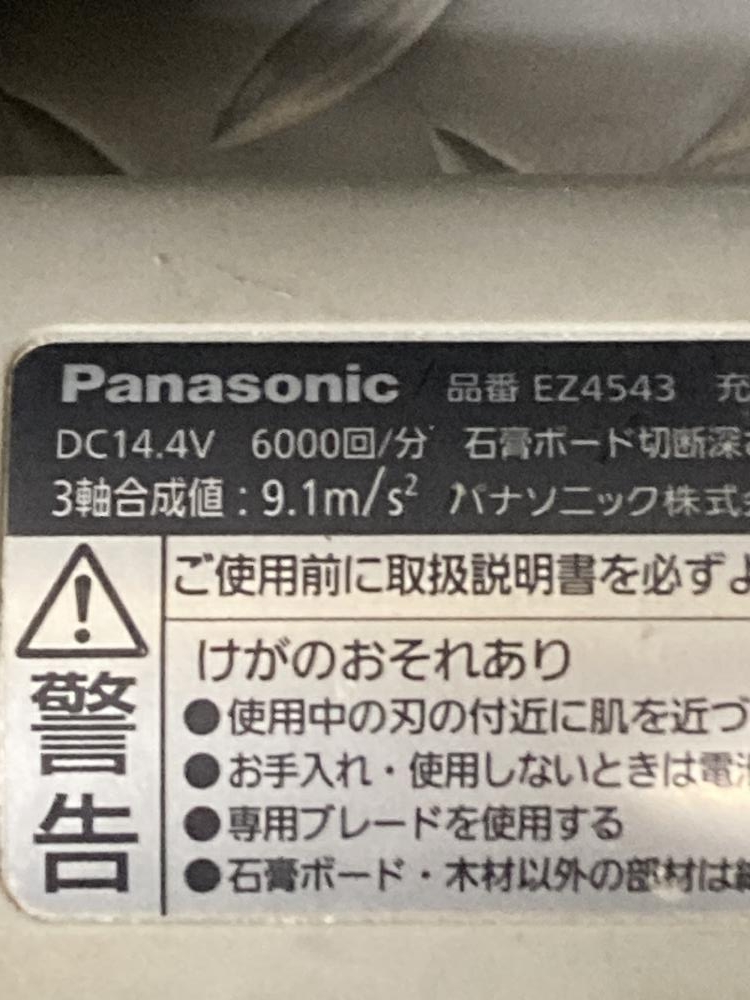 Panasonic 品番 EZ4543 充
DC14.4V 6000回/分 石膏ボード切断深さ
3軸合成値：9.1m/s² パナソニック株式
警告
ご使用前に取扱説明書を必ずよ
けがのおそれあり
●使用中の刃の付近に肌を近づ
●お手入れ・使用しないときは電池
●専用ブレードを使用する
●石膏ボード・木材以外の部材は